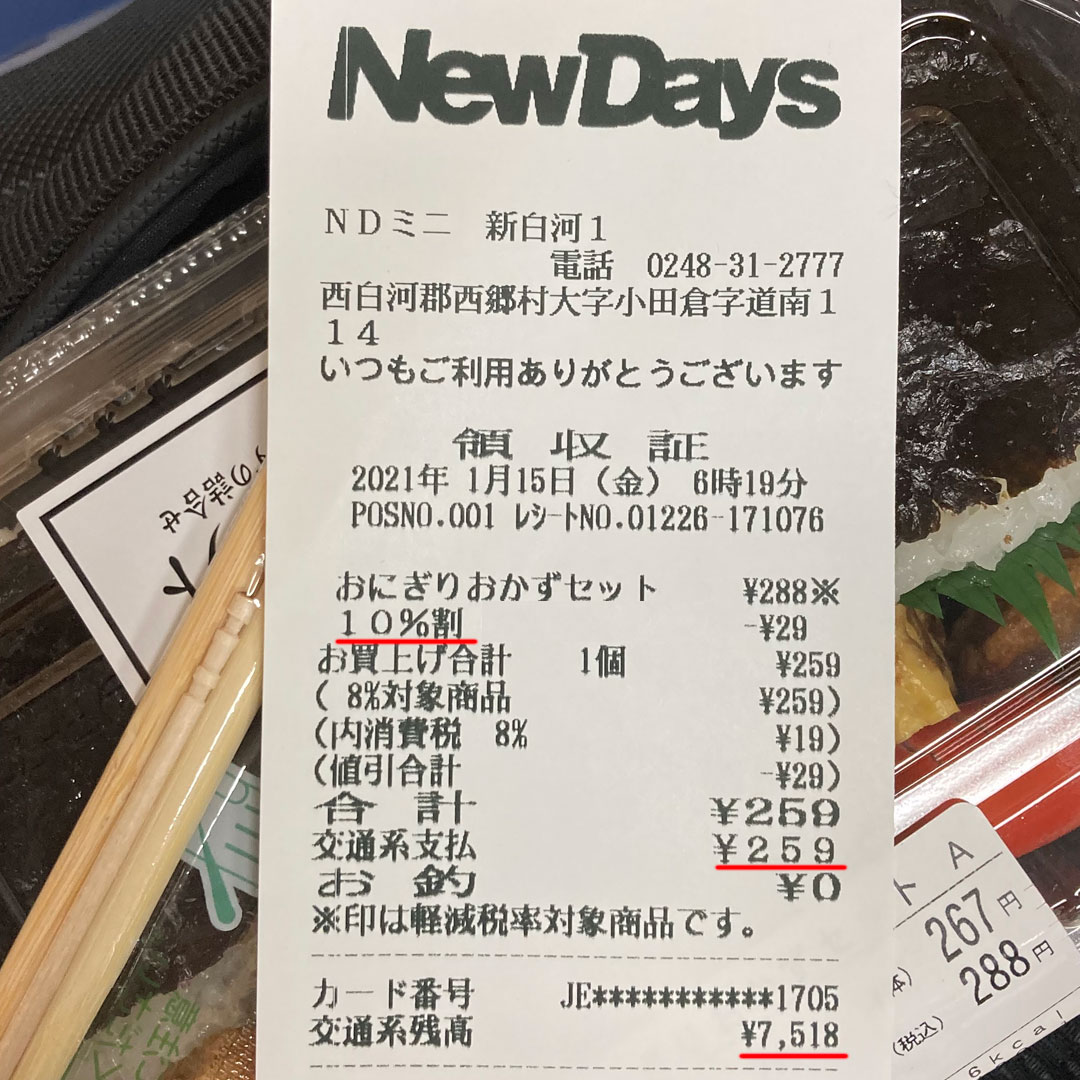 NewDays
NDミニ 新白河1
電話 0248-31-2777
西白河郡西郷村大字小田倉字道南1
14
いつもご利用ありがとうございます
領 収 証
2021年 1月15日（金） 6時19分
POSNO.001 ﾚｼｰﾄNO.01226-171076
おにぎりおかずセット ¥288※
10%割 -¥29
お買上げ合計 1個 ¥259
( 8%対象商品 ¥259)
(内消費税 8% ¥19)
(値引合計 -¥29)
合 計 ¥259
交通系支払 ¥259
お 釣 ¥0
※印は軽減税率対象商品です。
カード番号 JE***********1705
交通系残高 ¥7,518
の詰合せ
ト A
267円
288円
(税込)
6kcal